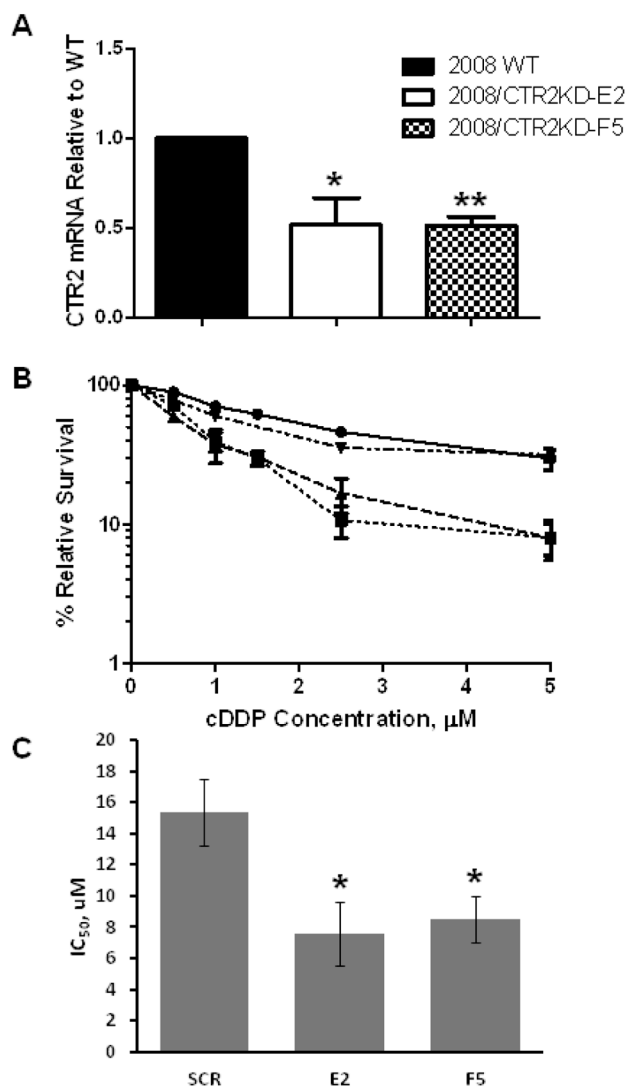 A
CTR2 mRNA Relative to WT
1.5
1.0
0.5
0.0
2008 WT
2008/CTR2KD-E2
2008/CTR2KD-F5
*
**
B
% Relative Survival
100
10
1
0 1 2 3 4 5
cDDP Concentration, μM
C
IC50, uM
20
18
16
14
12
10
8
6
4
2
0
*
*
SCR E2 F5